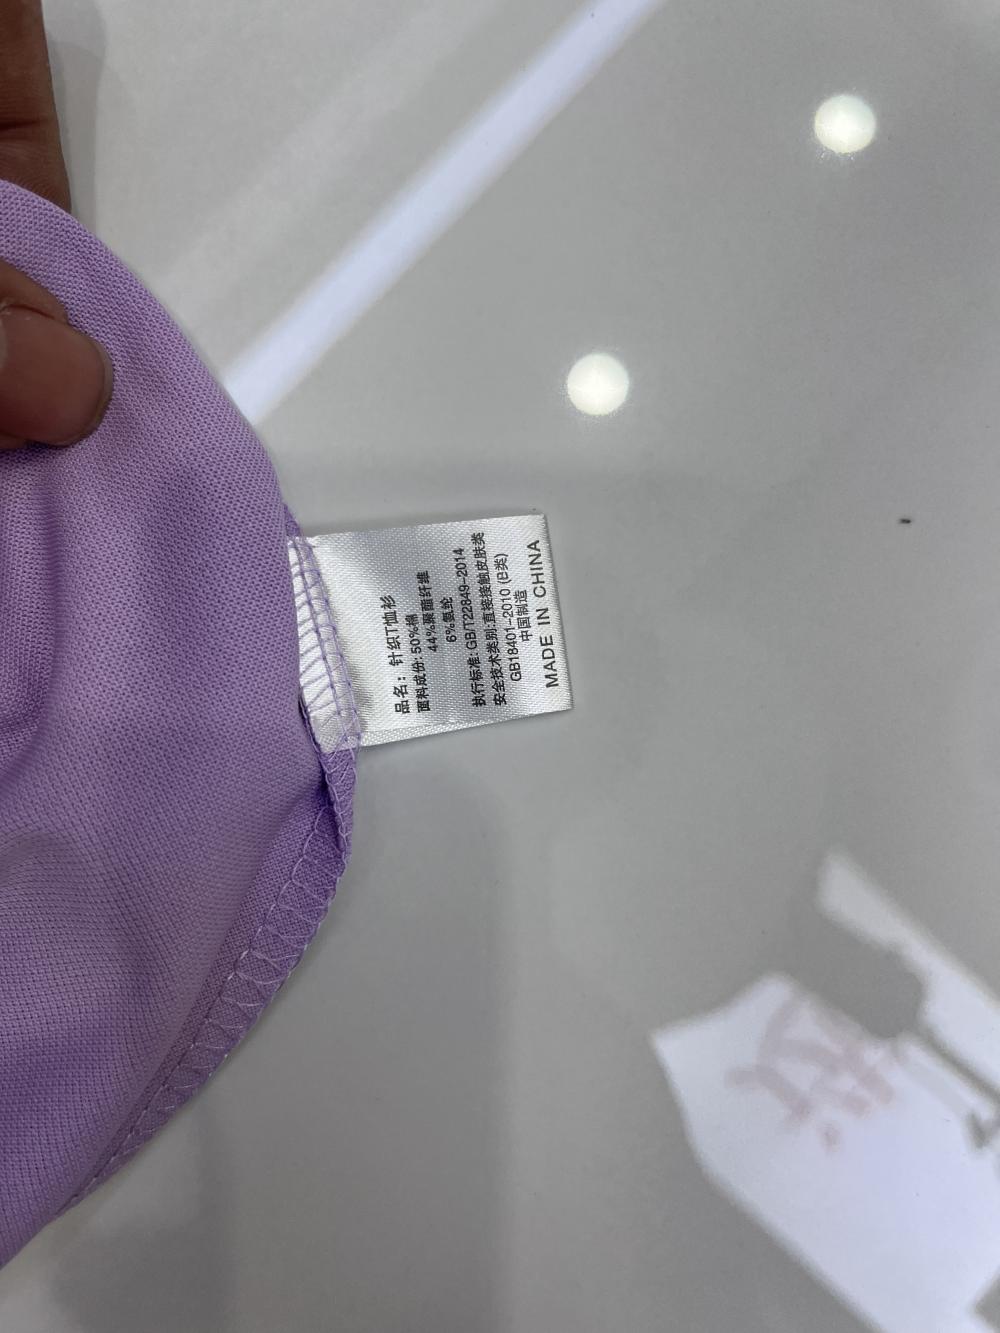 品名：针织T恤衫
面料成份:50%棉
44%聚酯纤维
6%氨纶
执行标准:GB/T22849-2014
安全技术类别:直接接触皮肤类
GB18401-2010 (B类)
中国制造
MADE IN CHINA